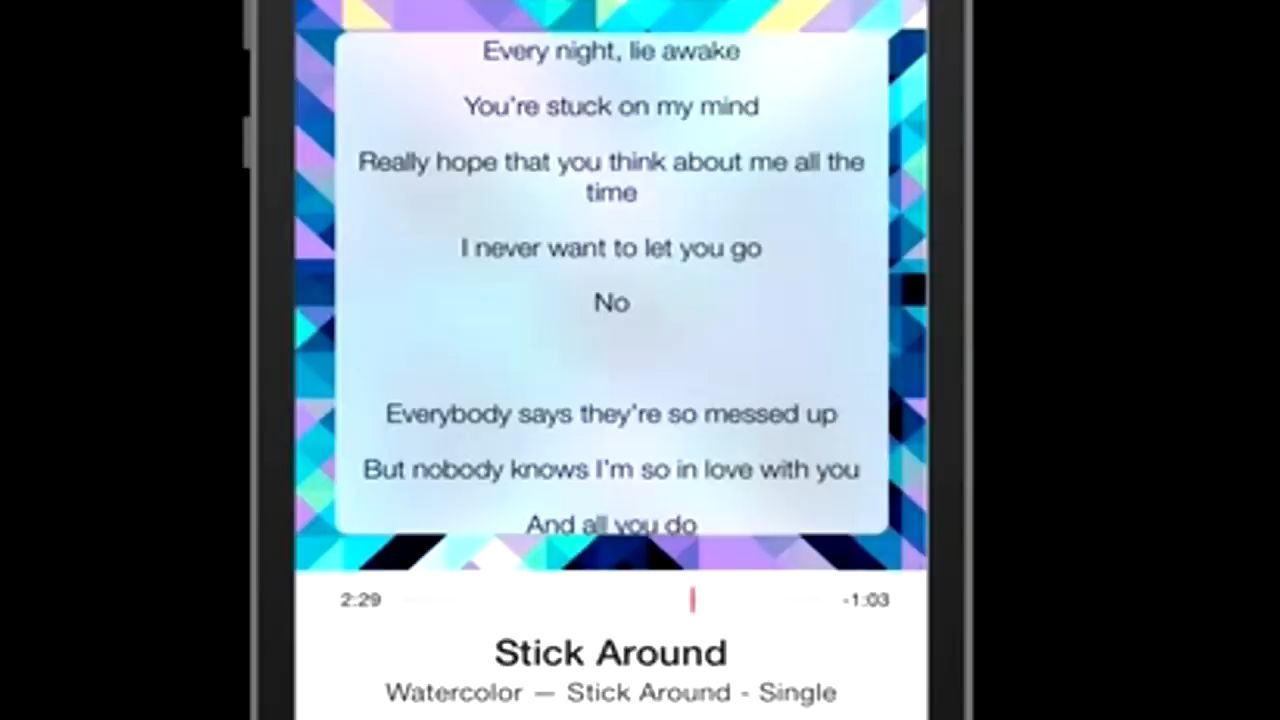 Every night, lie awake
You're stuck on my mind
Really hope that you think about me all the
time
I never want to let you go
No
Everybody says they're so messed up
But nobody knows I'm so in love with you
And all you do
2:29
-1:03
Stick Around
Watercolor — Stick Around - Single